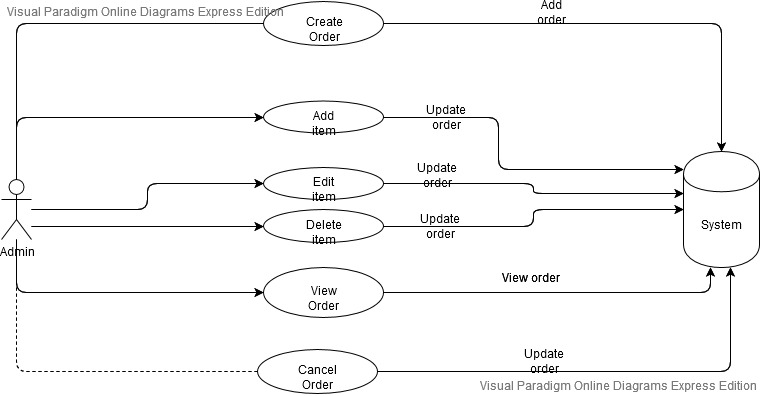 Visual Paradigm Online Diagrams Express Edition
Create
Order
Add
order
Add
item
Update
order
Edit
item
Update
order
Delete
item
Update
order
System
Admin
View
Order
View order
Cancel
Order
Update
order
Visual Paradigm Online Diagrams Express Edition